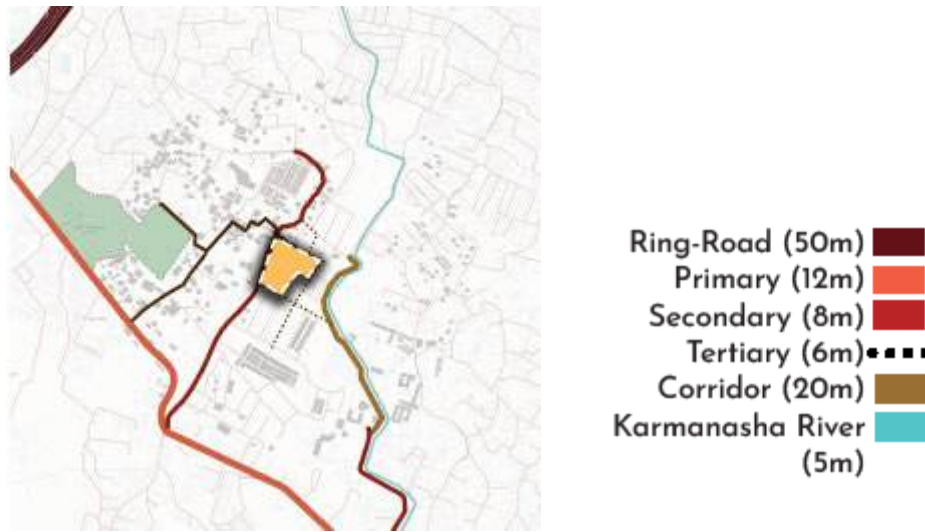 Ring-Road (50m)
Primary (12m)
Secondary (8m)
Tertiary (6m)
Corridor (20m)
Karmanasha River
(5m)